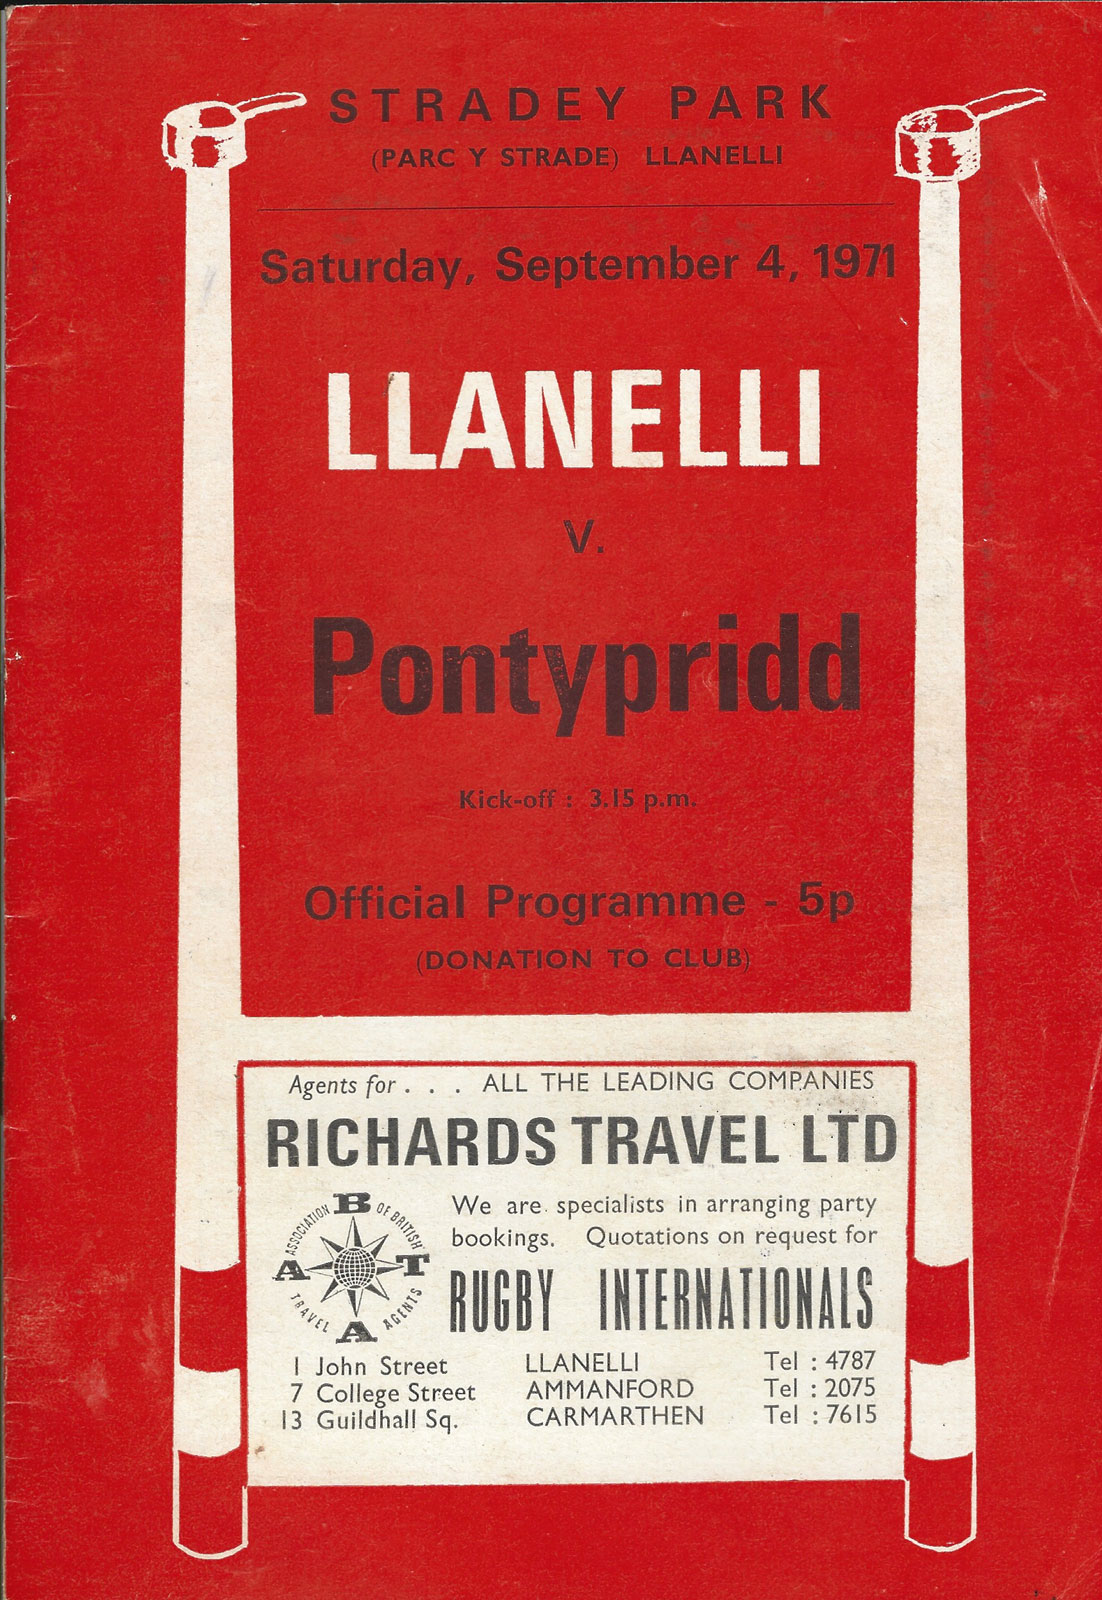 STRADEY PARK
(PARC Y STRADE) LLANELLI
Saturday, September 4, 1971
LLANELLI
V.
Pontypridd
Kick-off : 3.15 p.m.
Official Programme - 5p
(DONATION TO CLUB)
Agents for . . . ALL THE LEADING COMPANIES
RICHARDS TRAVEL LTD
ABTA
ASSOCIATION OF BRITISH TRAVEL AGENTS
We are specialists in arranging party
bookings. Quotations on request for
RUGBY INTERNATIONALS
1 John Street LLANELLI Tel : 4787
7 College Street AMMANFORD Tel : 2075
13 Guildhall Sq. CARMARTHEN Tel : 7615